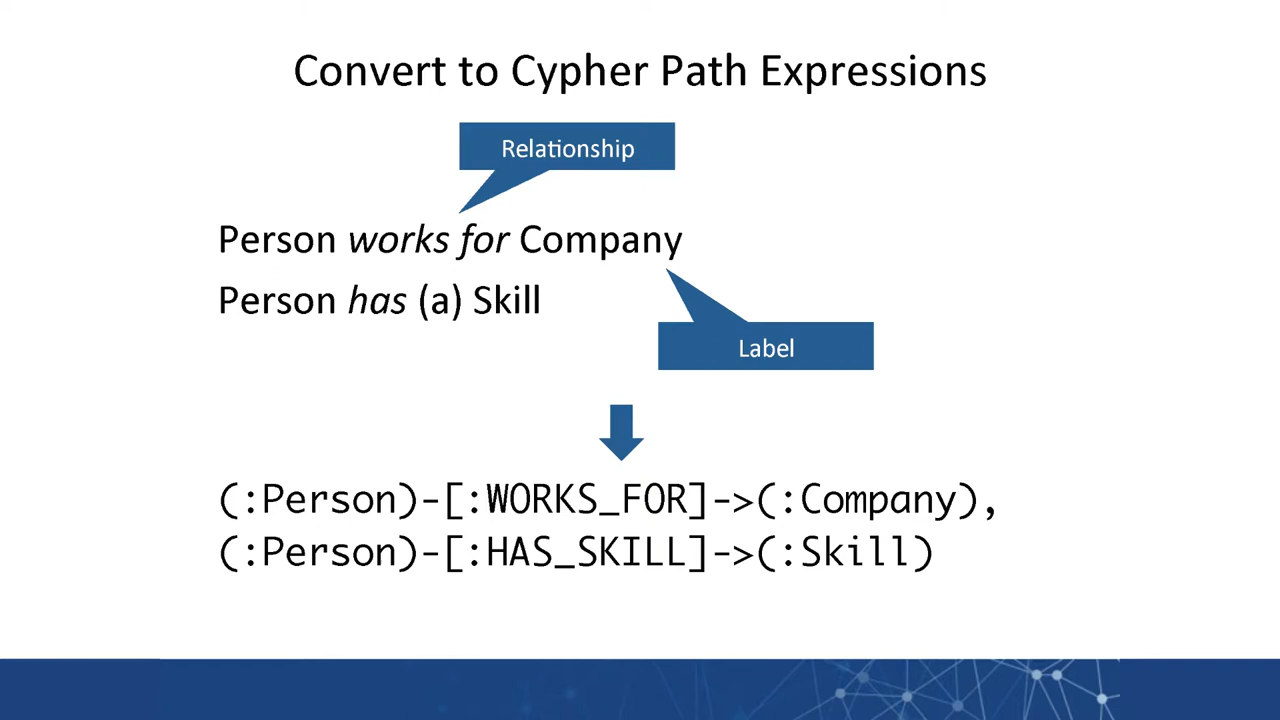 Convert to Cypher Path Expressions
Relationship
Person works for Company
Person has (a) Skill
Label
(:Person)-[:WORKS_FOR]->(:Company),
(:Person)-[:HAS_SKILL]->(:Skill)